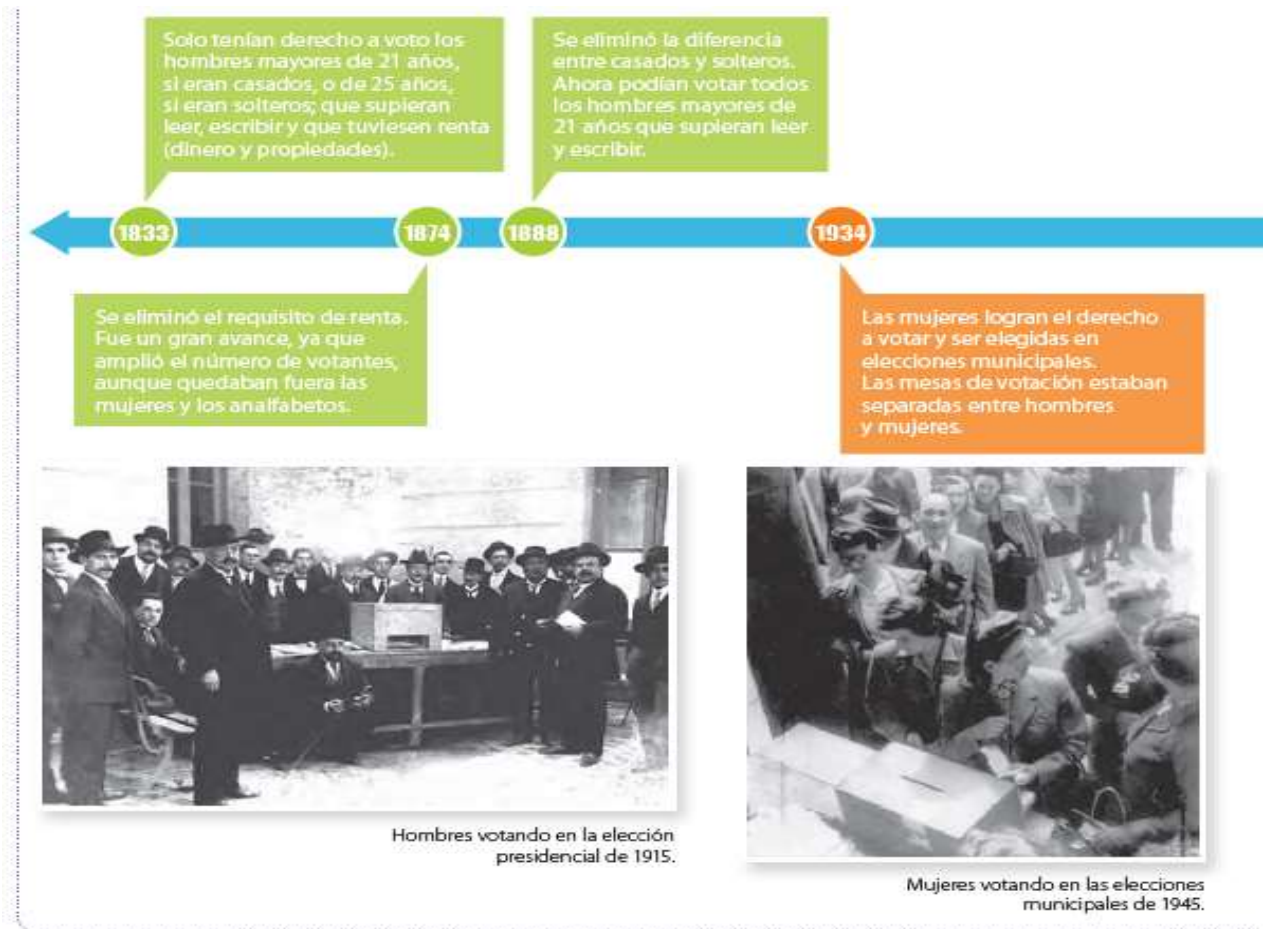 Solo tenían derecho a voto los
hombres mayores de 21 años,
si eran casados, o de 25 años,
si eran solteros; que supieran
leer, escribir y que tuviesen renta
(dinero y propiedades).
Se eliminó la diferencia
entre casados y solteros.
Ahora podían votar todos
los hombres mayores de
21 años que supieran leer
y escribir.
1833
1874
1888
1934
Se eliminó el requisito de renta.
Fue un gran avance, ya que
amplió el número de votantes,
aunque quedaban fuera las
mujeres y los analfabetos.
Las mujeres logran el derecho
a votar y ser elegidas en
elecciones municipales.
Las mesas de votación estaban
separadas entre hombres
y mujeres.
Hombres votando en la elección
presidencial de 1915.
Mujeres votando en las elecciones
municipales de 1945.